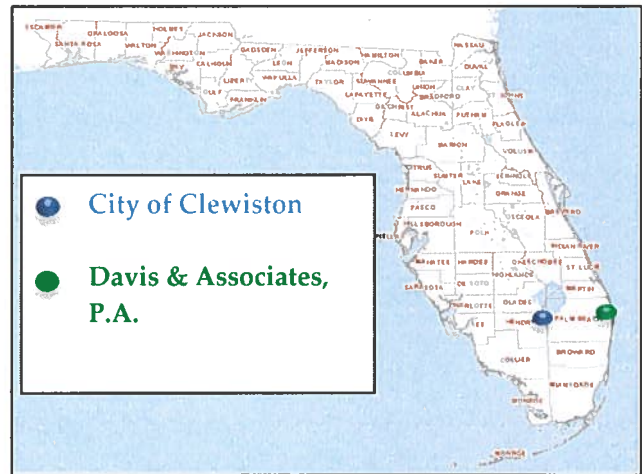 HOLMES
JACKSON
ESCAMBIA
OKALOOSA
SANTA ROSA
WALTON
WASHINGTON
BAY
CALHOUN
GADSDEN
JEFFERSON
HAMILTON
NASSAU
LEON
MADISON
BAKER
DUVAL
LIBERTY
WAKULLA
TAYLOR
SUWANNEE
COLUMBIA
GULF
FRANKLIN
LAFAYETTE
UNION
BRADFORD
CLAY
ST JOHNS
DIXIE
GILCHRIST
ALACHUA
PUTNAM
FLAGLER
LEVY
MARION
VOLUSIA
CITRUS
SUMTER
LAKE
SEMINOLE
HERNANDO
ORANGE
PASCO
OSCEOLA
BREVARD
HILLSBOROUGH
POLK
INDIAN RIVER
MANATEE
HARDEE
OKEECHOBEE
HIGHLANDS
ST LUCIE
SARASOTA
DE SOTO
MARTIN
CHARLOTTE
GLADES
LEE
HENDRY
PALM BEACH
COLLIER
BROWARD
MIAMI-DADE
MONROE
MONROE
City of Clewiston
Davis & Associates,
P.A.